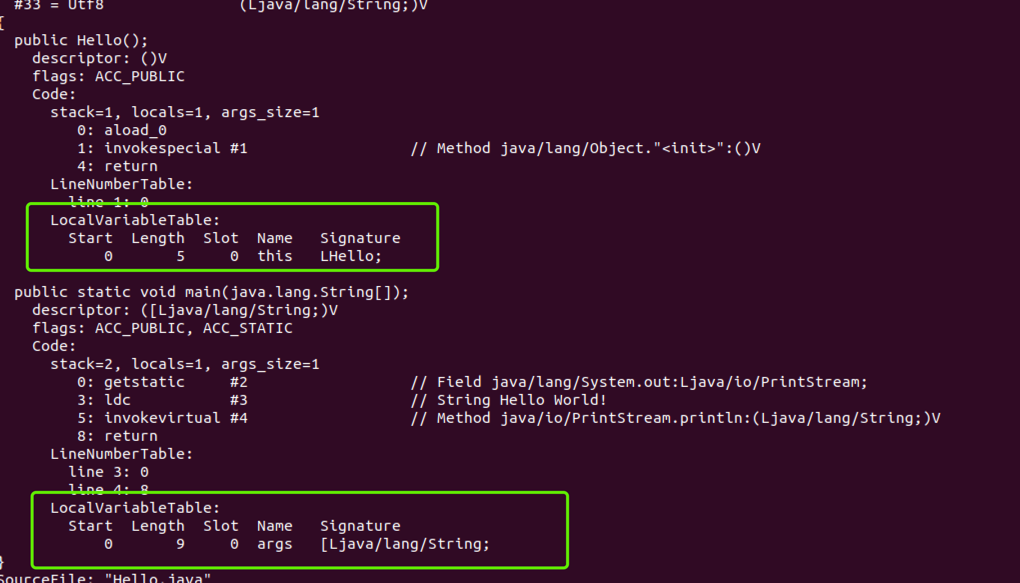 #33 = Utf8               (Ljava/lang/String;)V
{
  public Hello();
    descriptor: ()V
    flags: ACC_PUBLIC
    Code:
      stack=1, locals=1, args_size=1
         0: aload_0
         1: invokespecial #1                  // Method java/lang/Object."<init>":()V
         4: return
      LineNumberTable:
        line 1: 0
      LocalVariableTable:
        Start  Length  Slot  Name   Signature
            0       5     0  this   LHello;

  public static void main(java.lang.String[]);
    descriptor: ([Ljava/lang/String;)V
    flags: ACC_PUBLIC, ACC_STATIC
    Code:
      stack=2, locals=1, args_size=1
         0: getstatic     #2                  // Field java/lang/System.out:Ljava/io/PrintStream;
         3: ldc           #3                  // String Hello World!
         5: invokevirtual #4                  // Method java/io/PrintStream.println:(Ljava/lang/String;)V
         8: return
      LineNumberTable:
        line 3: 0
        line 4: 8
      LocalVariableTable:
        Start  Length  Slot  Name   Signature
            0       9     0  args   [Ljava/lang/String;
}
SourceFile: "Hello.java"